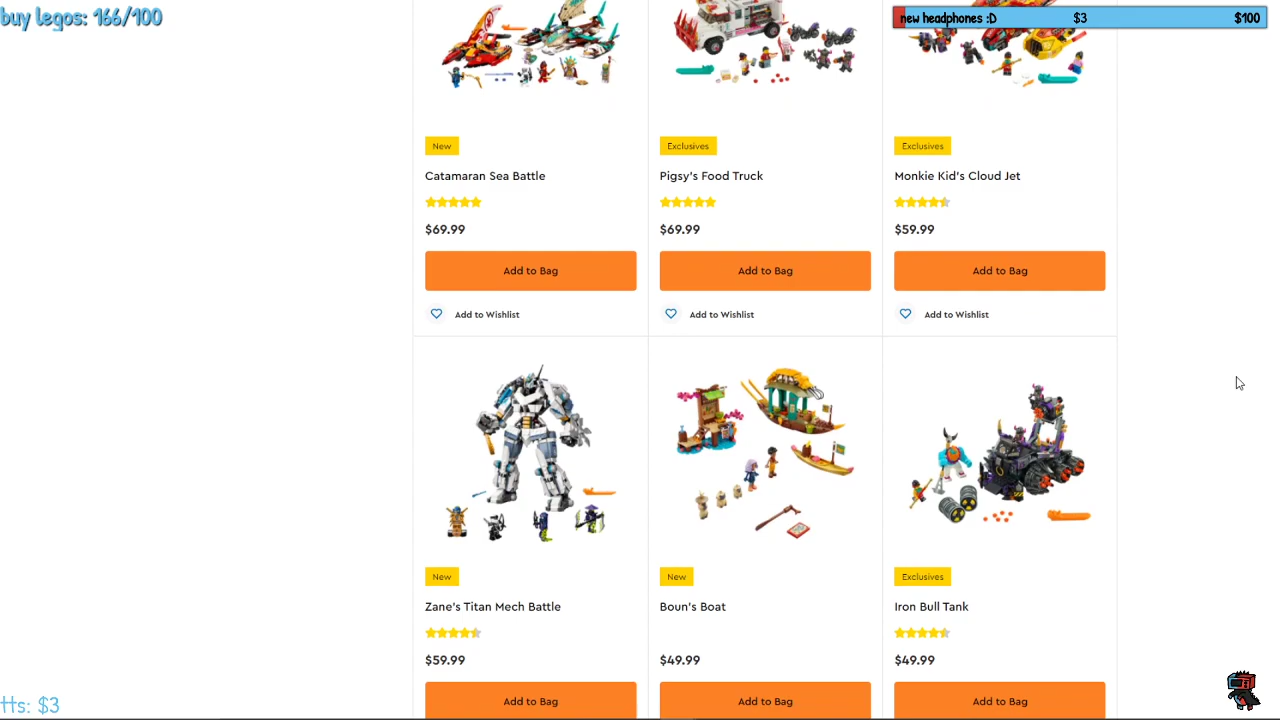 buy legos: 166/100
new headphones :D $3 $100
New Exclusives Exclusives
Catamaran Sea Battle Pigsy's Food Truck Monkie Kid's Cloud Jet
$69.99 $69.99 $59.99
Add to Bag Add to Bag Add to Bag
Add to Wishlist Add to Wishlist Add to Wishlist
New New Exclusives
Zane's Titan Mech Battle Boun's Boat Iron Bull Tank
$59.99 $49.99 $49.99
Add to Bag Add to Bag Add to Bag
tts: $3